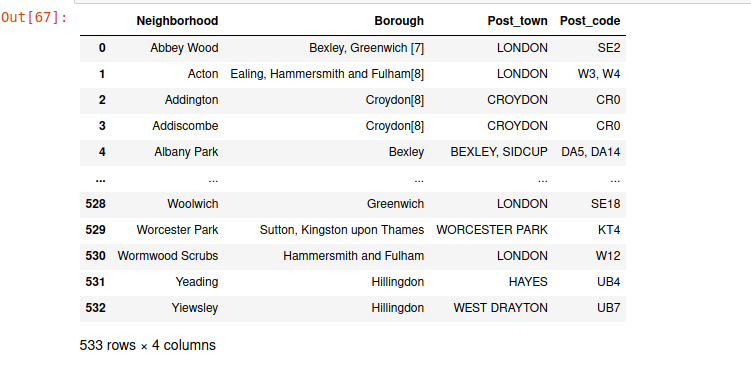 Out[67]:
Neighborhood Borough Post_town Post_code
0 Abbey Wood Bexley, Greenwich [7] LONDON SE2
1 Acton Ealing, Hammersmith and Fulham[8] LONDON W3, W4
2 Addington Croydon[8] CROYDON CR0
3 Addiscombe Croydon[8] CROYDON CR0
4 Albany Park Bexley BEXLEY, SIDCUP DA5, DA14
... ... ... ... ...
528 Woolwich Greenwich LONDON SE18
529 Worcester Park Sutton, Kingston upon Thames WORCESTER PARK KT4
530 Wormwood Scrubs Hammersmith and Fulham LONDON W12
531 Yeading Hillingdon HAYES UB4
532 Yiewsley Hillingdon WEST DRAYTON UB7
533 rows × 4 columns